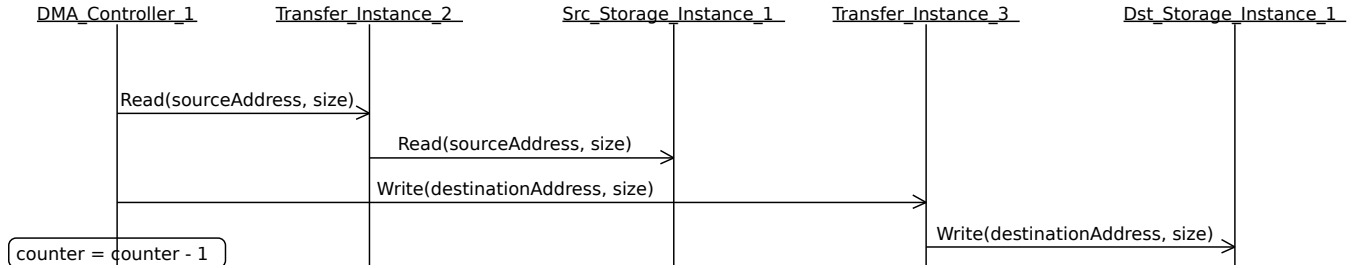 DMA_Controller_1 Transfer_Instance_2 Src_Storage_Instance_1 Transfer_Instance_3 Dst_Storage_Instance_1
Read(sourceAddress, size)
Read(sourceAddress, size)
Write(destinationAddress, size)
Write(destinationAddress, size)
counter = counter - 1